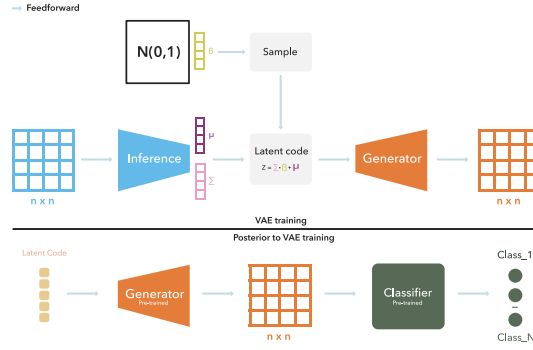 Feedforward
N(0,1)
β
Sample
Inference
μ
Σ
Latent code
z = Σ·β+μ
Generator
n x n
n x n
VAE training
Posterior to VAE training
Latent Code
Generator
Pre-trained
n x n
Classifier
Pre-trained
Class_1
Class_N